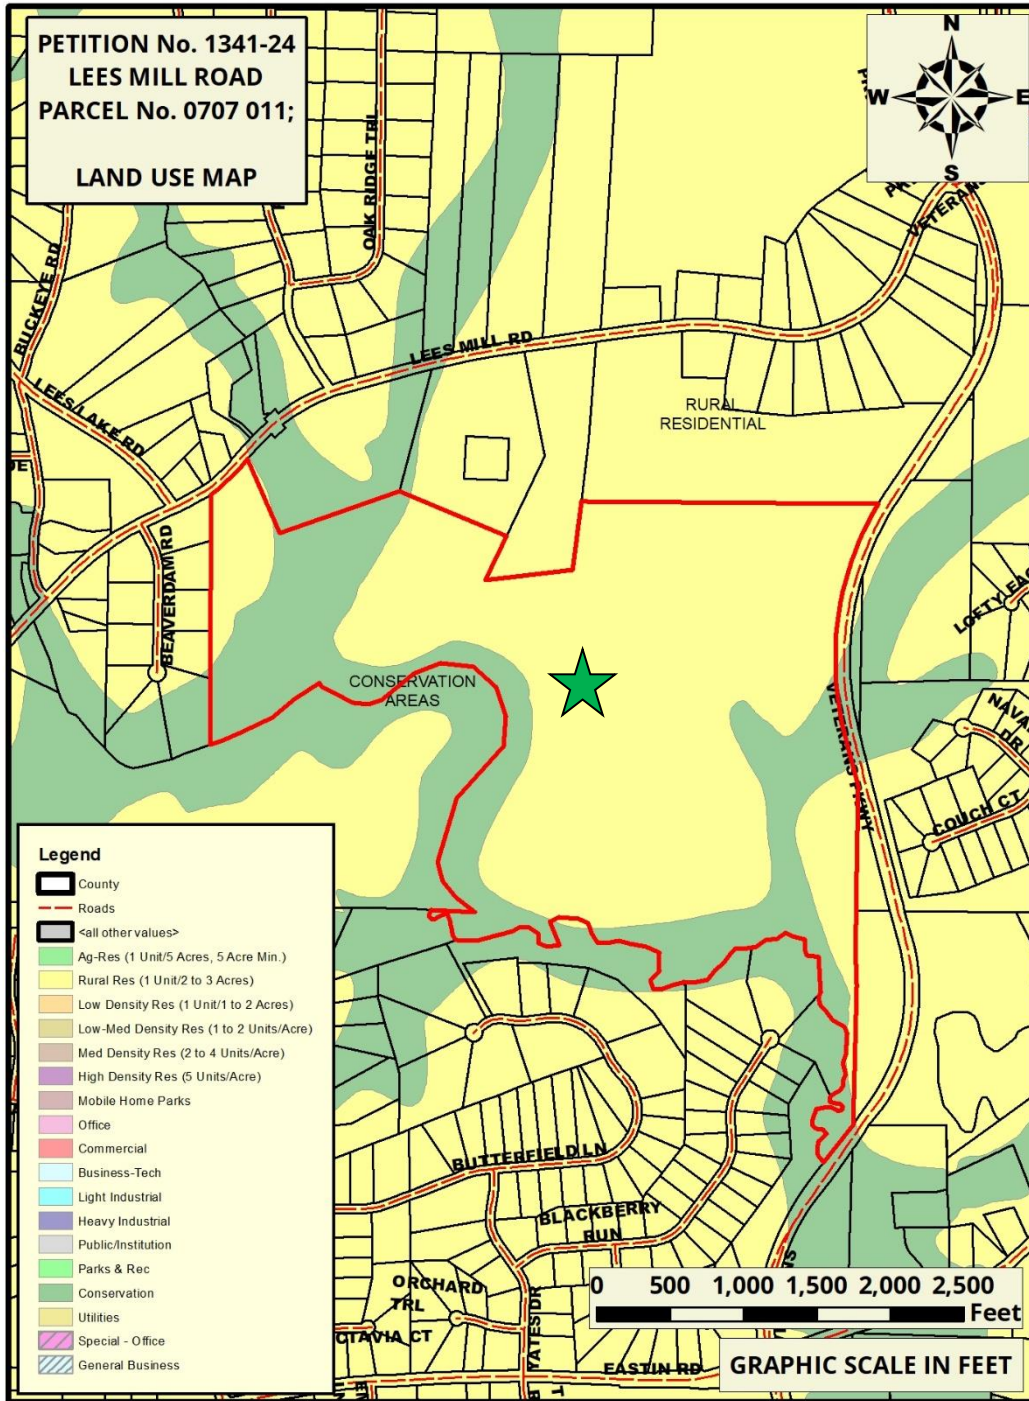 PETITION No. 1341-24
LEES MILL ROAD
PARCEL No. 0707 011;
LAND USE MAP
N
W
E
S
OAK RIDGE TRL
BUCKEYE RD
VETERANS
LEES MILL RD
LEES LAKE RD
RURAL
RESIDENTIAL
BEAVERDAM RD
CONSERVATION
AREAS
VETERANS PKWY
COUCH CT
Legend
County
Roads
<all other values>
Ag-Res (1 Unit/5 Acres, 5 Acre Min.)
Rural Res (1 Unit/2 to 3 Acres)
Low Density Res (1 Unit/1 to 2 Acres)
Low-Med Density Res (1 to 2 Units/Acre)
Med Density Res (2 to 4 Units/Acre)
High Density Res (5 Units/Acre)
Mobile Home Parks
Office
Commercial
Business-Tech
Light Industrial
Heavy Industrial
Public/Institution
Parks & Rec
Conservation
Utilities
Special - Office
General Business
BUTTERFIELD LN
BLACKBERRY
RUN
ORCHARD
TRL
YATES DR
EASTIN RD
0 500 1,000 1,500 2,000 2,500
Feet
GRAPHIC SCALE IN FEET